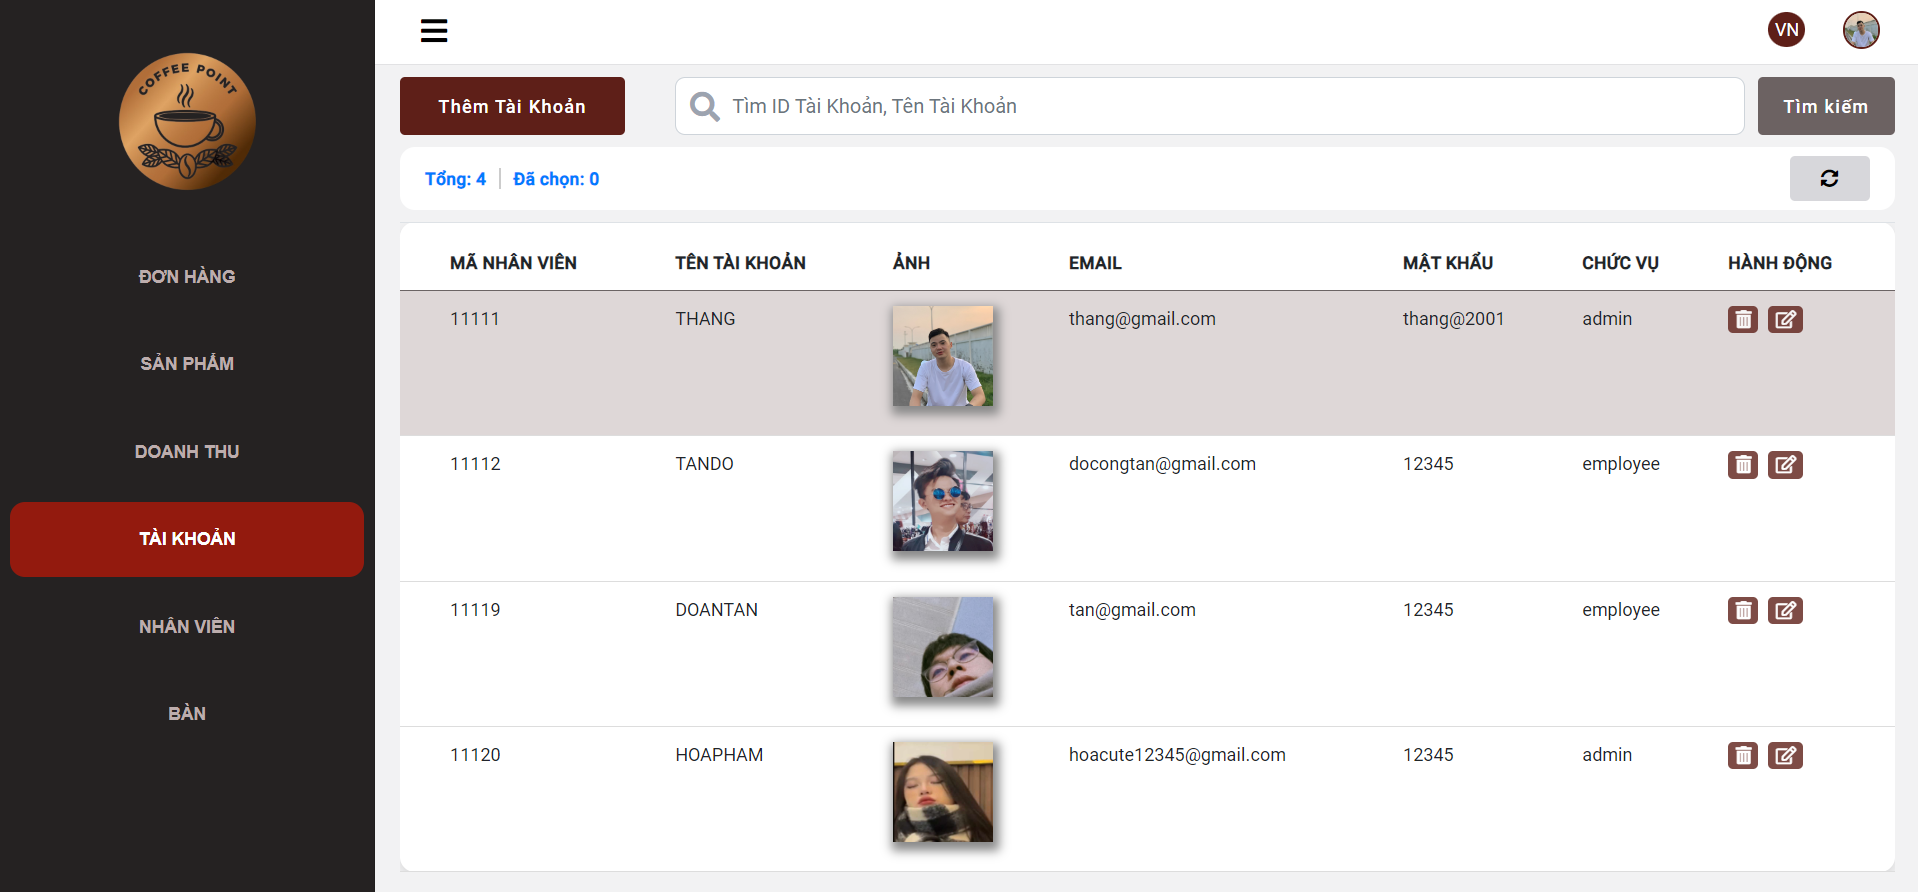 COFFEE POINT
ĐƠN HÀNG
SẢN PHẨM
DOANH THU
TÀI KHOẢN
NHÂN VIÊN
BÀN
VN
Thêm Tài Khoản
Tìm ID Tài Khoản, Tên Tài Khoản
Tìm kiếm
Tổng: 4
Đã chọn: 0
MÃ NHÂN VIÊN TÊN TÀI KHOẢN ẢNH EMAIL MẬT KHẨU CHỨC VỤ HÀNH ĐỘNG
11111 THANG thang@gmail.com thang@2001 admin
11112 TANDO docongtan@gmail.com 12345 employee
11119 DOANTAN tan@gmail.com 12345 employee
11120 HOAPHAM hoacute12345@gmail.com 12345 admin